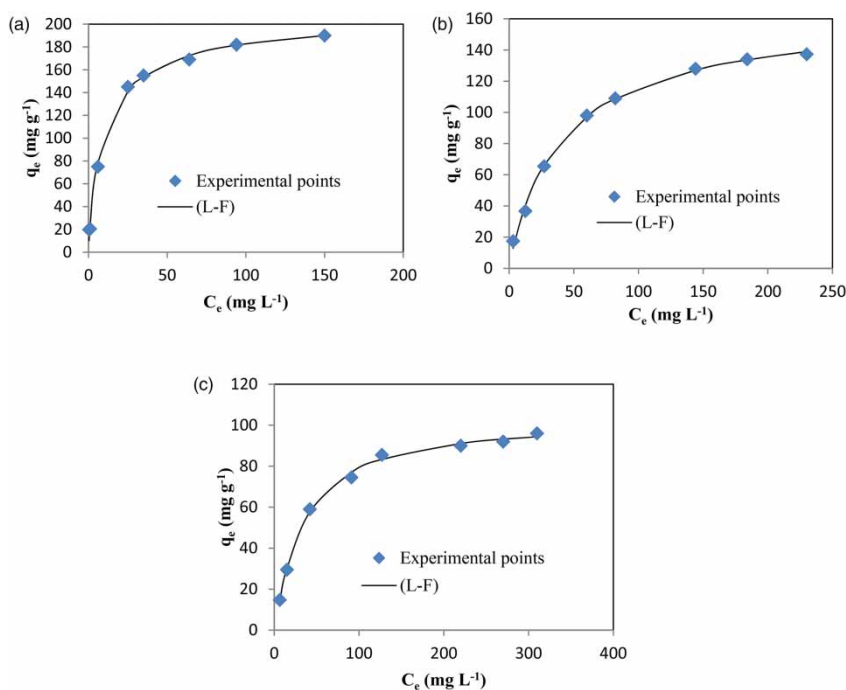 (a)
200
180
160
140
120
100
80
60
40
20
0
qₑ (mg g⁻¹)
Experimental points
(L-F)
0 50 100 150 200
Cₑ (mg L⁻¹)
(b)
160
140
120
100
80
60
40
20
0
qₑ (mg g⁻¹)
Experimental points
(L-F)
0 50 100 150 200 250
Cₑ (mg L⁻¹)
(c)
120
100
80
60
40
20
0
qₑ (mg g⁻¹)
Experimental points
(L-F)
0 100 200 300 400
Cₑ (mg L⁻¹)